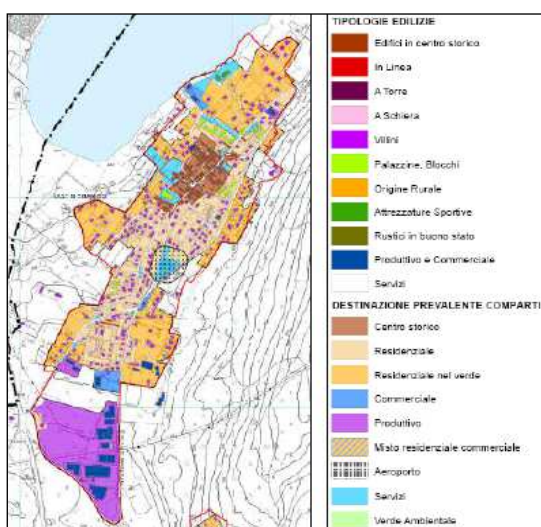 TIPOLOGIE EDILIZIE
Edifici in centro storico
In Linea
A Torre
A Schiera
Villini
Palazzine, Blocchi
Origine Rurale
Attrezzature Sportive
Rustici in buono stato
Produttivo e Commerciale
Servizi
DESTINAZIONE PREVALENTE COMPARTI
Centro storico
Residenziale
Residenziale nel verde
Commerciale
Produttivo
Misto residenziale commerciale
Aeroporto
Servizi
Verde Ambientale